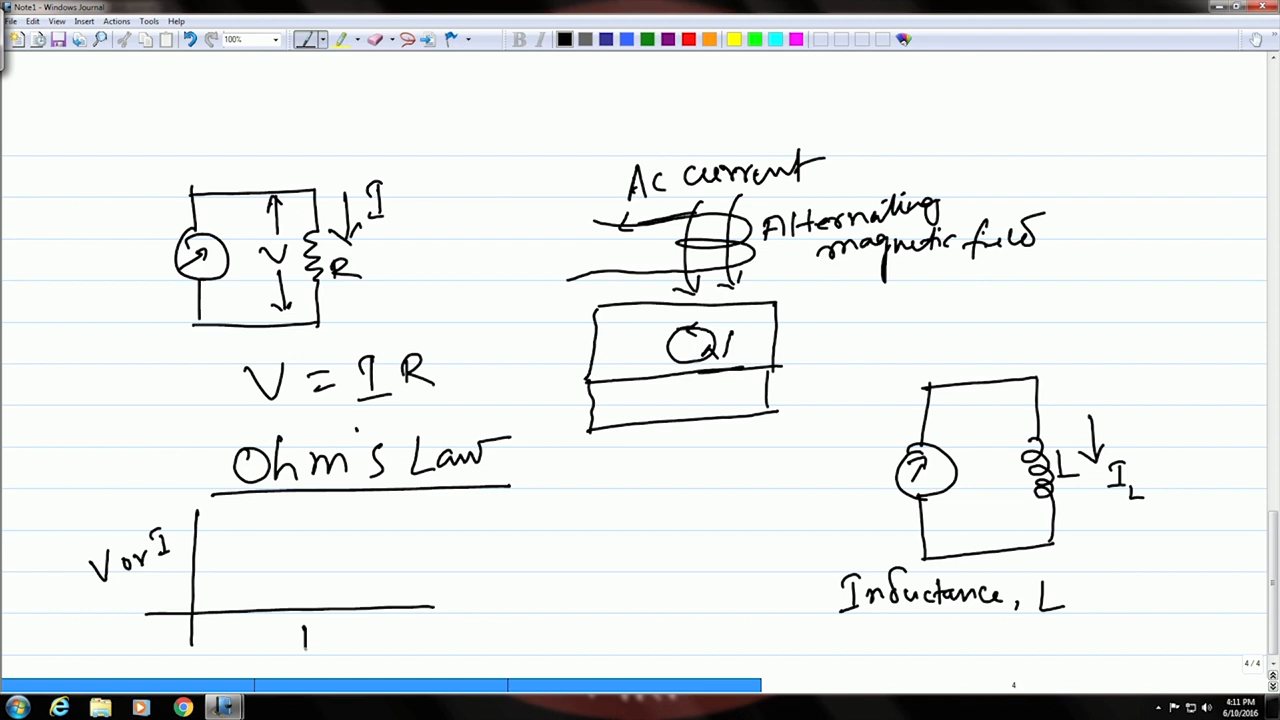 Note1 - Windows Journal
File Edit View Insert Actions Tools Help
100%
B I
I
V
R
V = I R
Ohm's Law
V or I
Ac current
Alternating
magnetic field
L
I_L
Inductance, L
4 / 4
4
4:11 PM
6/10/2016